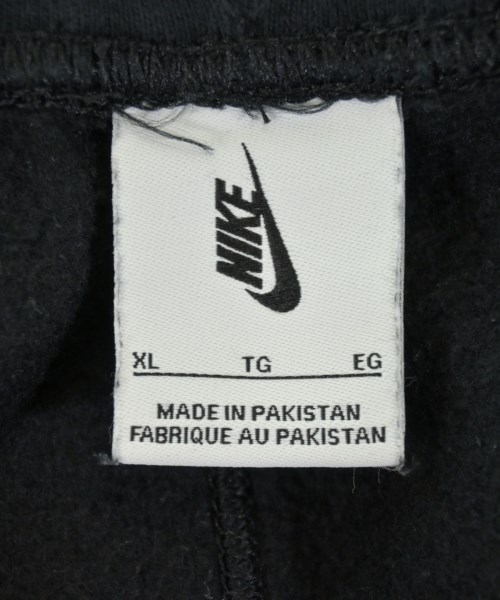 NIKE
XL TG EG
MADE IN PAKISTAN
FABRIQUE AU PAKISTAN